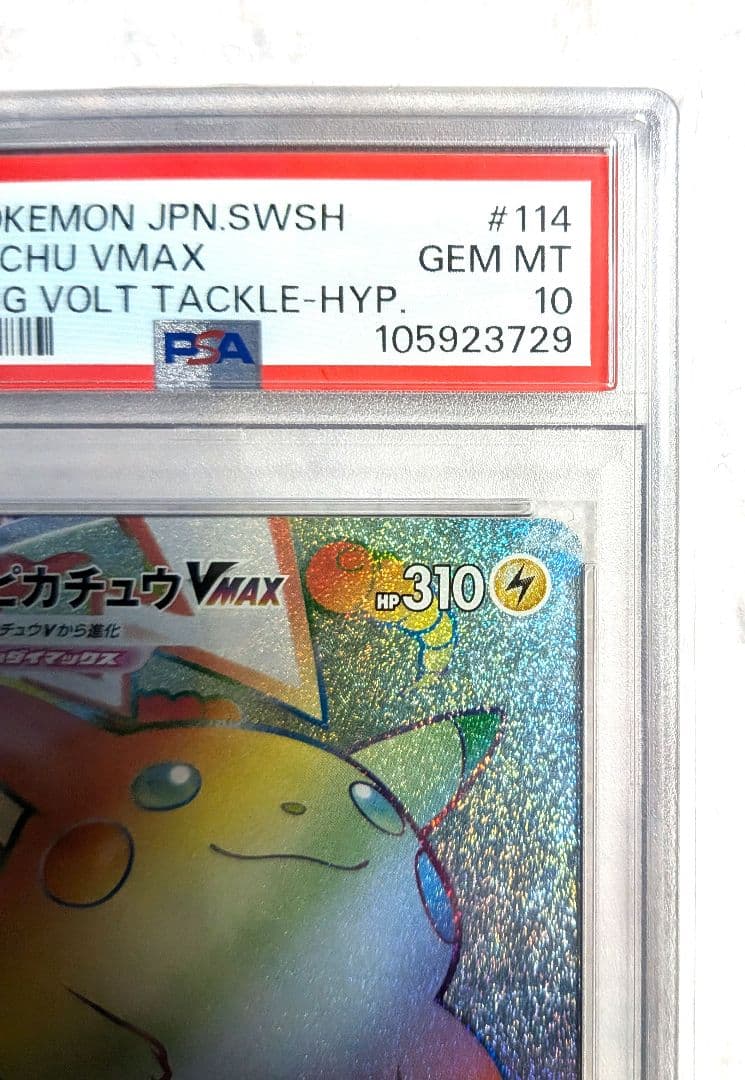 OKEMON JPN.SWSH #114
CHU VMAX GEM MT
G VOLT TACKLE-HYP. 10
PSA 105923729
ピカチュウVMAX HP310
チュウVから進化
ダイマックス